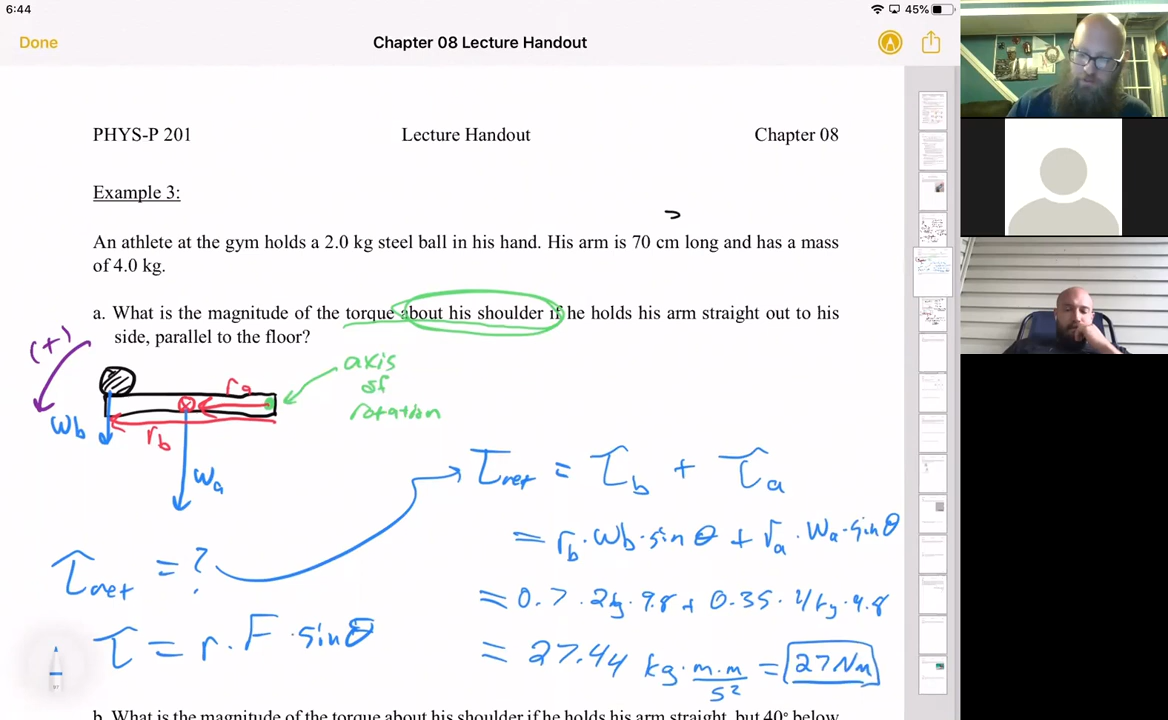 6:44
45%
Done
Chapter 08 Lecture Handout
PHYS-P 201 Lecture Handout Chapter 08
Example 3:
An athlete at the gym holds a 2.0 kg steel ball in his hand. His arm is 70 cm long and has a mass
of 4.0 kg.
a. What is the magnitude of the torque about his shoulder if he holds his arm straight out to his
side, parallel to the floor?
(+)
axis
of
rotation
ra
wb
rb
wa
τnet = τb + τa
= rb · wb · sin θ + ra · wa · sin θ
τnet = ?
= 0.7 · 2kg · 9.8 + 0.35 · 4kg · 9.8
τ = r · F · sin θ
= 27.44 kg · m · m / s² = 27 Nm
b. What is the magnitude of the torque about his shoulder if he holds his arm straight, but 40° below